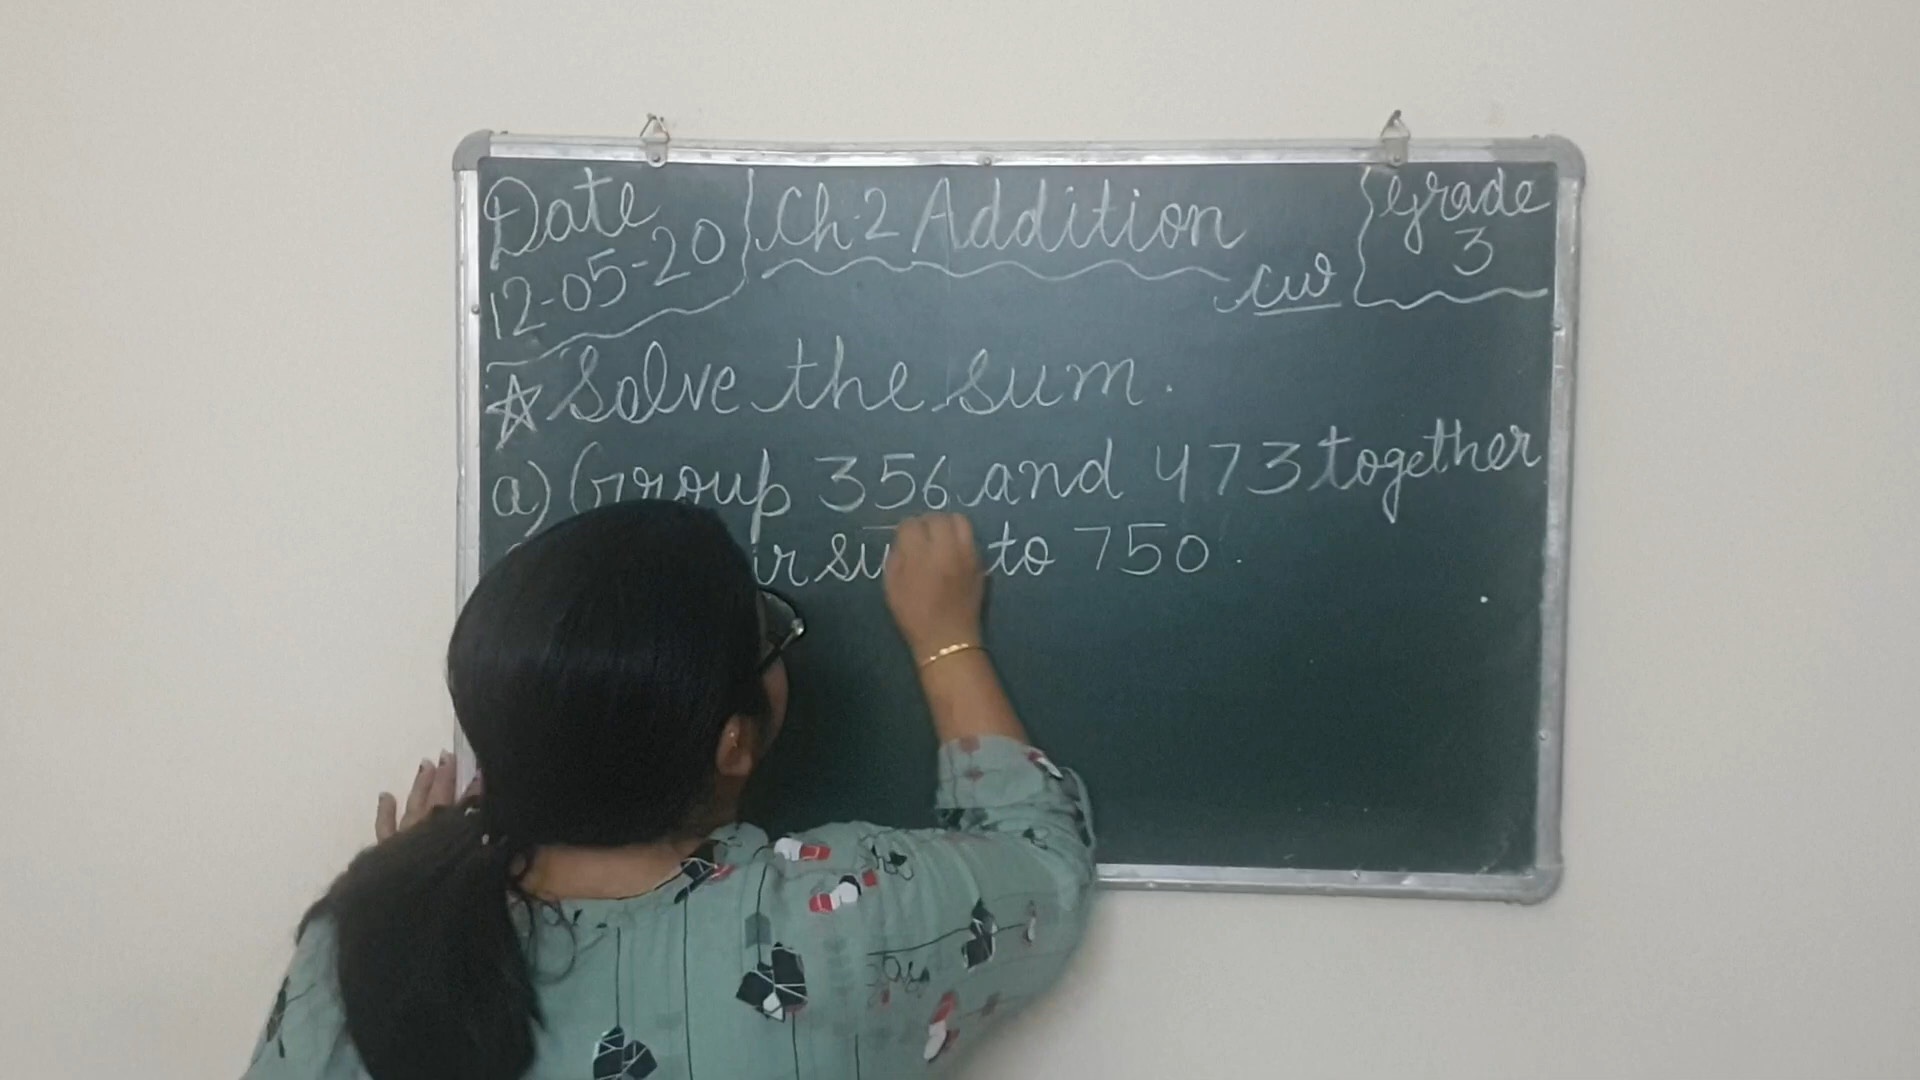 Date
12-05-20
Ch-2 Addition
cw
Grade
3
Solve the sum.
a) Group 356 and 473 together
to 750.